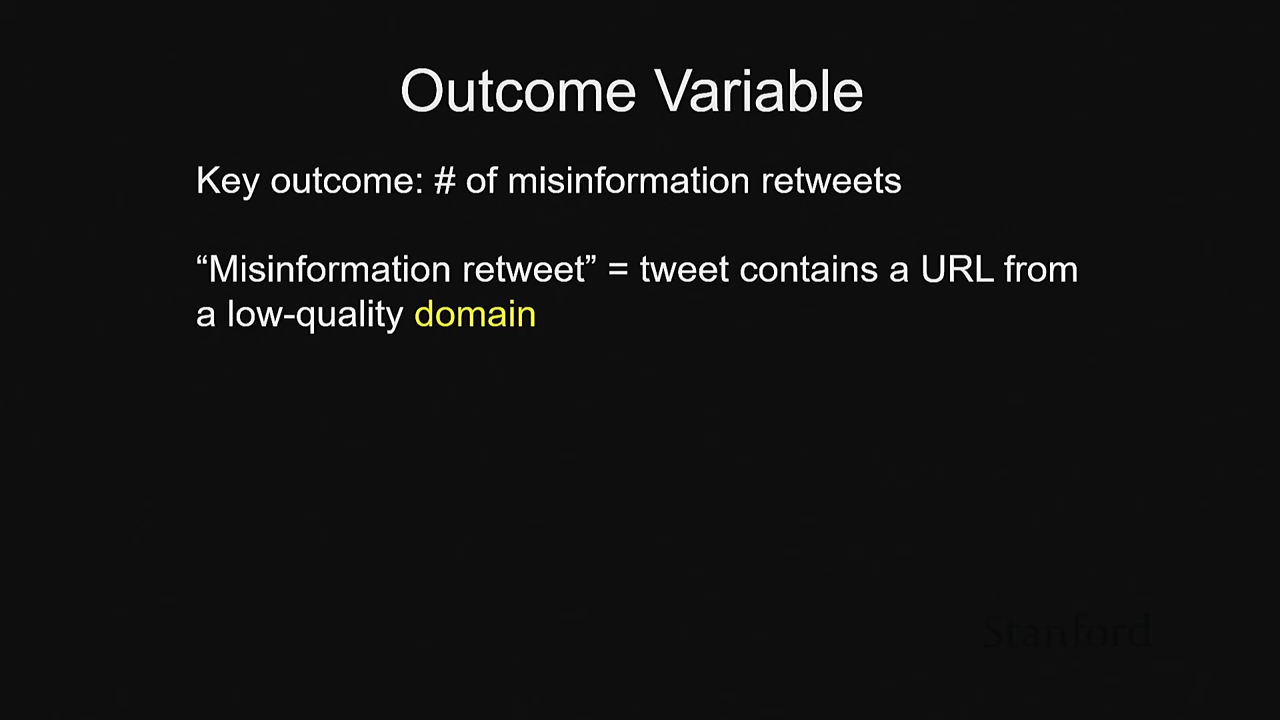 Outcome Variable
Key outcome: # of misinformation retweets
“Misinformation retweet” = tweet contains a URL from
a low-quality domain
Stanford